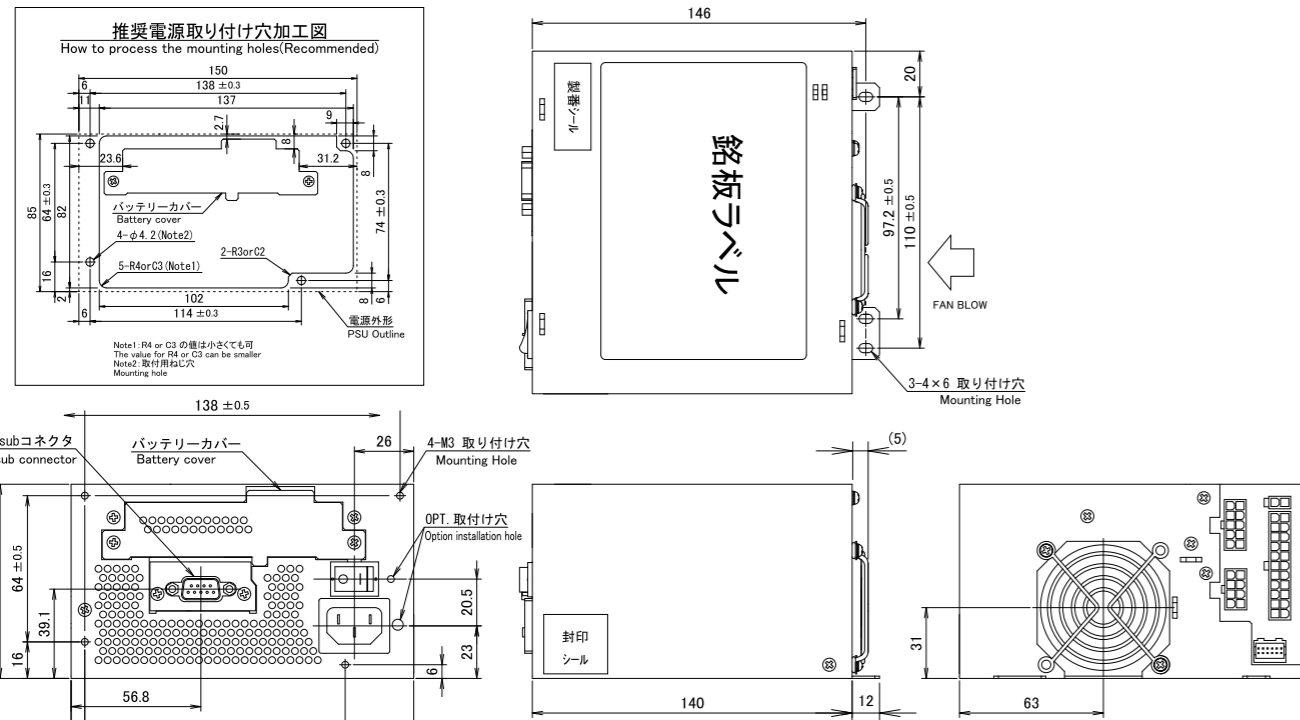 推奨電源取り付け穴加工図
How to process the mounting holes(Recommended)
150
6
138 ±0.3
11
137
9
2.7
8
23.6
31.2
8
85
64 ±0.3
82
74 ±0.3
バッテリーカバー
Battery cover
4-φ4.2(Note2)
2-R3orC2
5-R4orC3(Note1)
16
2
102
8
6
6
114 ±0.3
電源外形
PSU Outline
Note1:R4 or C3 の値は小さくても可
The value for R4 or C3 can be smaller
Note2:取付用ねじ穴
Mounting hole
146
20
製番シール
銘板ラベル
97.2 ±0.5
110 ±0.5
FAN BLOW
3-4×6 取り付け穴
Mounting Hole
138 ±0.5
subコネクタ
sub connector
バッテリーカバー
Battery cover
26
4-M3 取り付け穴
Mounting Hole
OPT. 取付け穴
Option installation hole
64 ±0.5
39.1
16
20.5
23
6
56.8
(5)
封印
シール
140
12
31
63